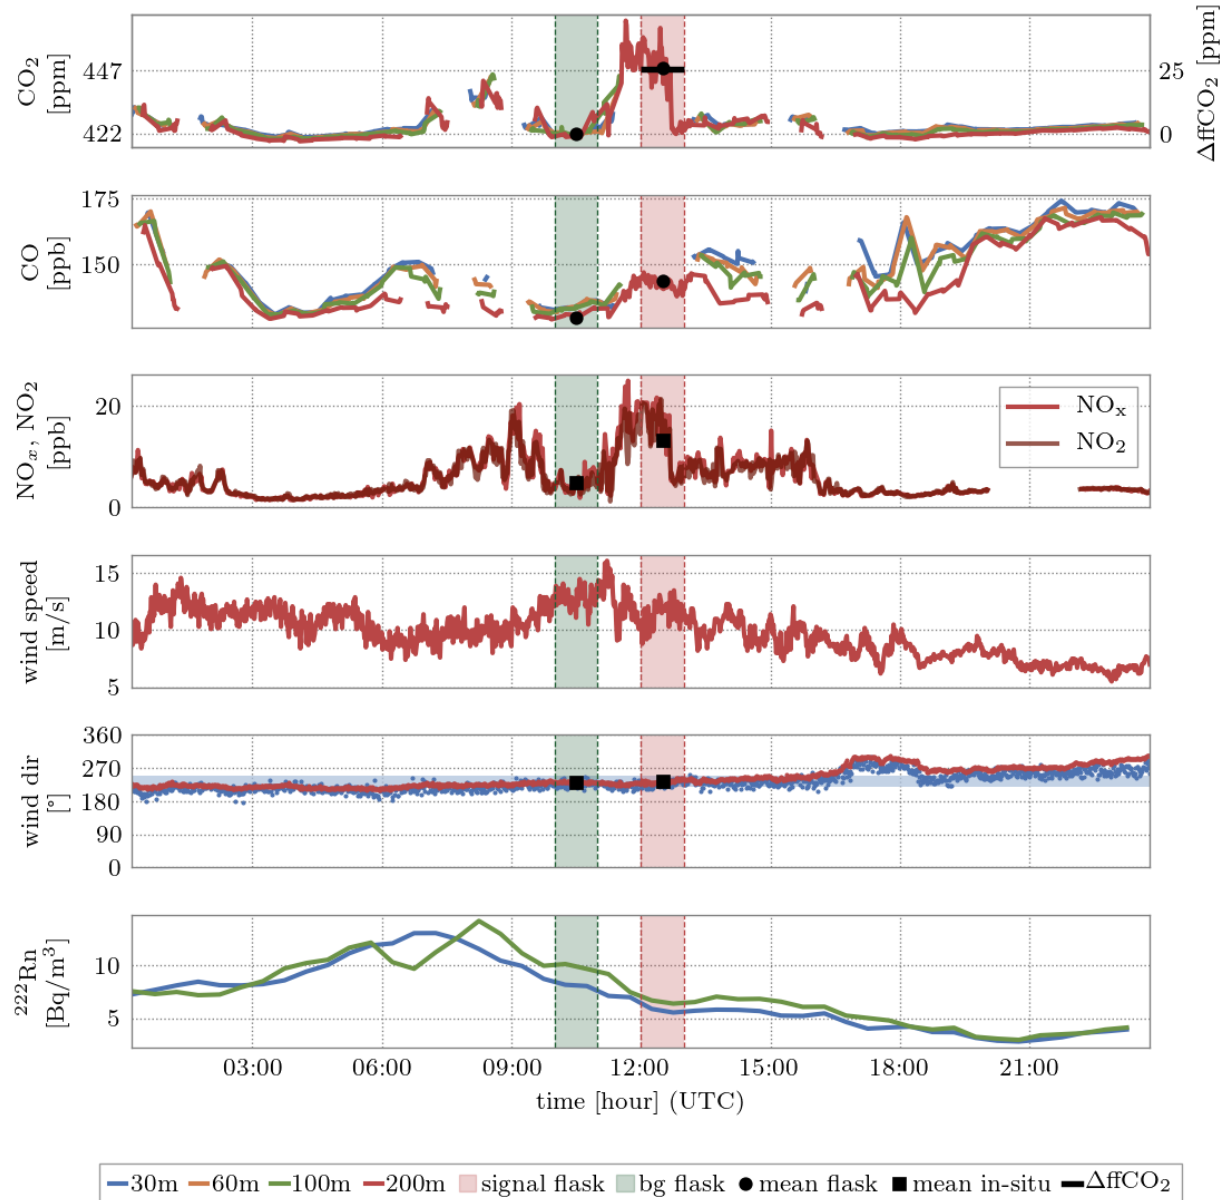 CO₂
[ppm]
447
422
25
0
ΔffCO₂ [ppm]
CO
[ppb]
175
150
NOₓ, NO₂
[ppb]
20
0
NOₓ
NO₂
wind speed
[m/s]
15
10
5
wind dir
[°]
360
270
180
90
0
²²²Rn
[Bq/m³]
10
5
03:00 06:00 09:00 12:00 15:00 18:00 21:00
time [hour] (UTC)
30m 60m 100m 200m signal flask bg flask mean flask mean in-situ ΔffCO₂